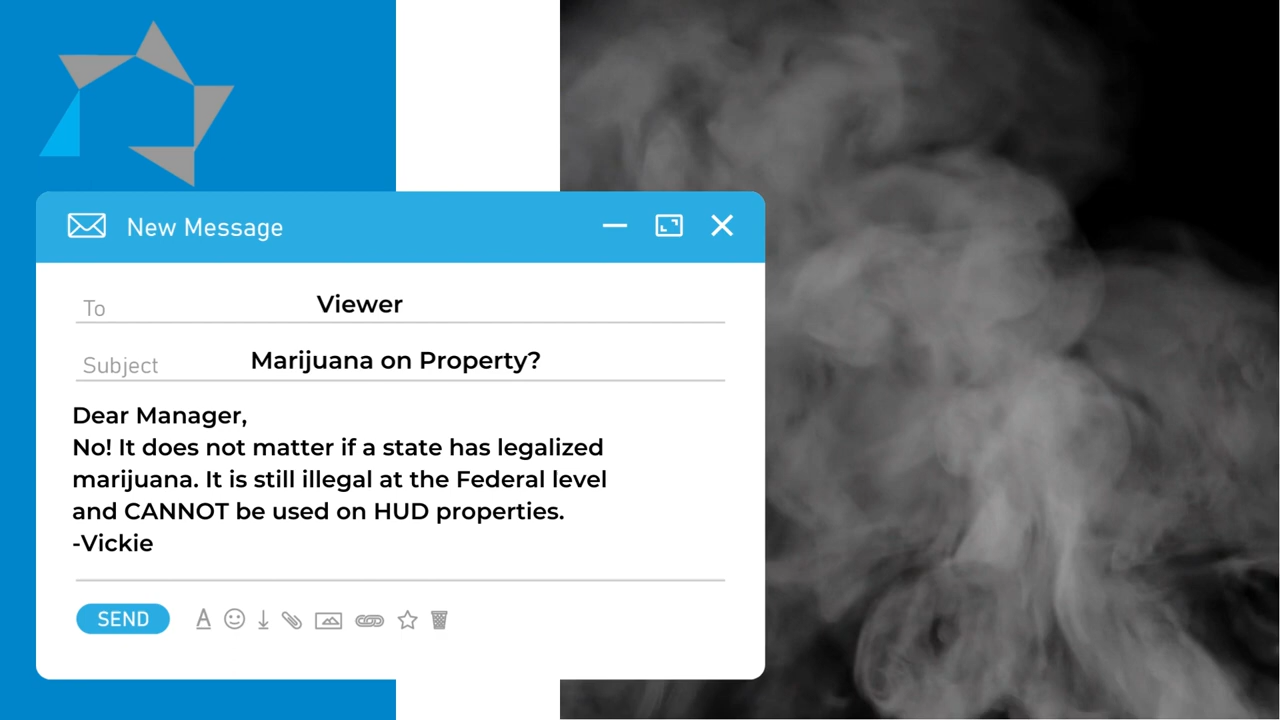 New Message
To Viewer
Subject Marijuana on Property?
Dear Manager,
No! It does not matter if a state has legalized
marijuana. It is still illegal at the Federal level
and CANNOT be used on HUD properties.
-Vickie
SEND A